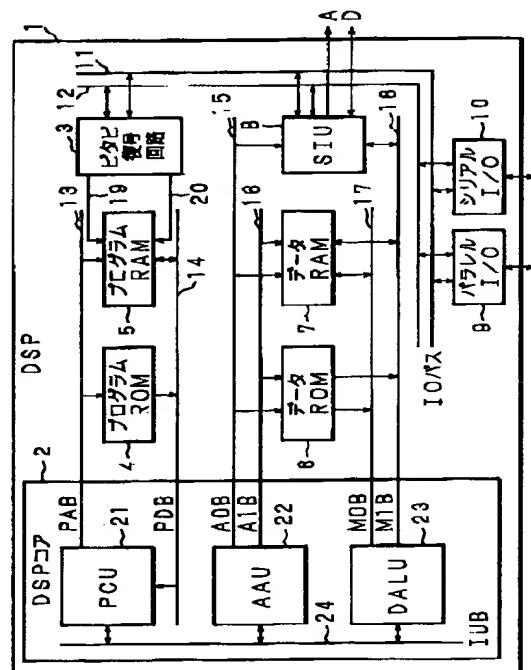 DSP
1
DSPコア
2
PCU
21
AAU
22
DALU
23
24
IUB
PAB
PDB
A0B
A1B
M0B
M1B
プログラム
ROM
4
プログラム
RAM
5
ビタビ
復号
回路
3
13
19
20
14
12
11
データ
ROM
6
データ
RAM
7
SIU
8
15
16
17
18
A
D
IOバス
パラレル
I/O
9
シリアル
I/O
10